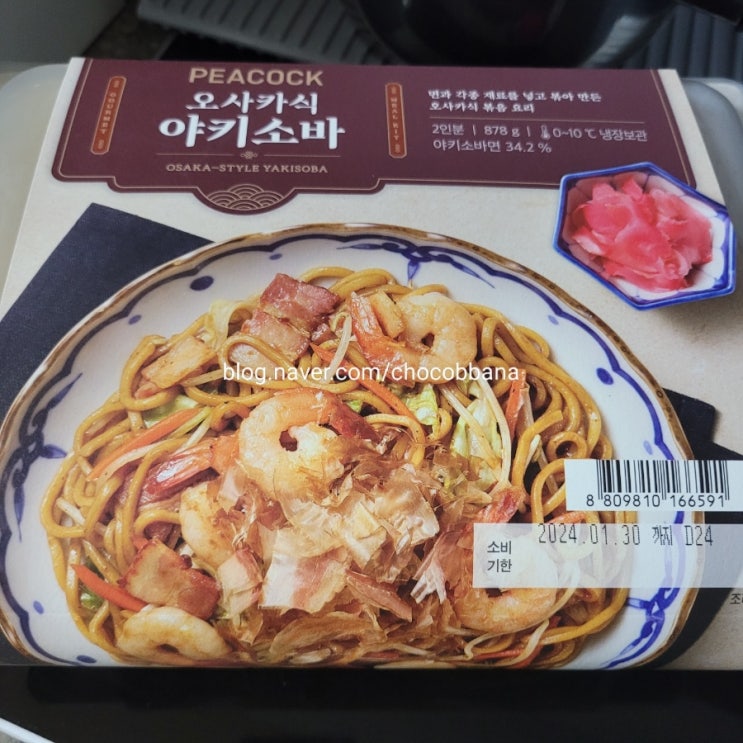 PEACOCK
오사카식
야키소바
OSAKA-STYLE YAKISOBA
GOURMET
MEAL KIT
면과 각종 재료를 넣고 볶아 만든
오사카식 볶음 요리
2인분 | 878 g | 0~10 ℃ 냉장보관
야키소바면 34.2 %
blog.naver.com/chocobbana
8 809810 166591
소비
기한
2024.01.30 까지 D24